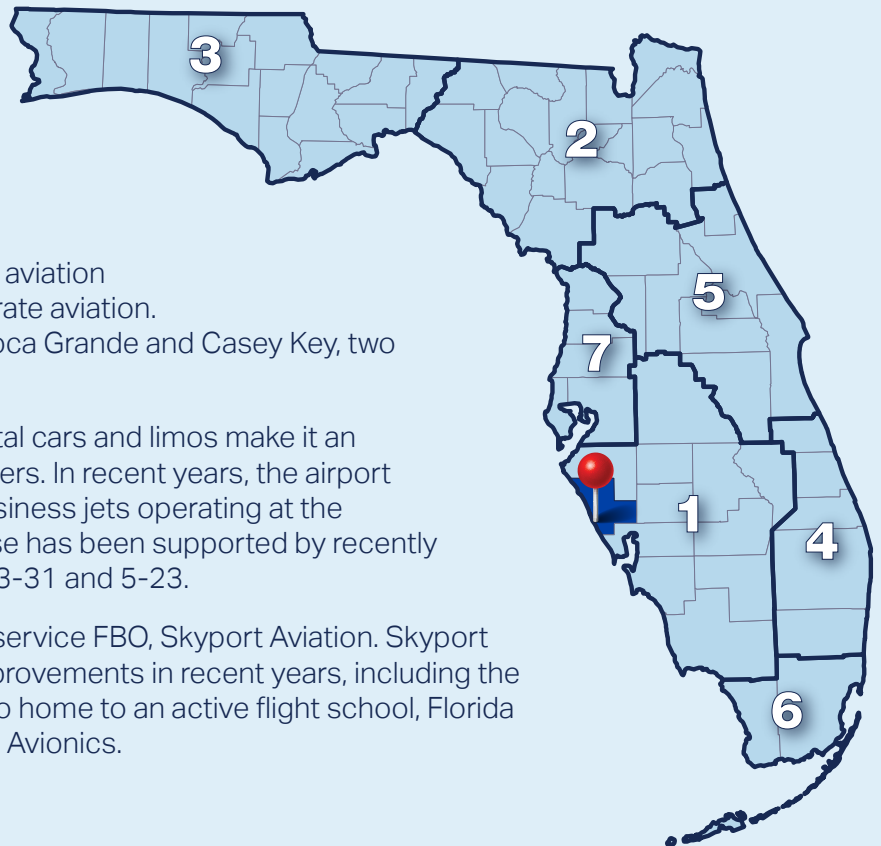 3
2
aviation
rate aviation.
oca Grande and Casey Key, two
5
7
tal cars and limos make it an
ers. In recent years, the airport
siness jets operating at the
se has been supported by recently
3-31 and 5-23.
1
4
service FBO, Skyport Aviation. Skyport
provements in recent years, including the
o home to an active flight school, Florida
Avionics.
6